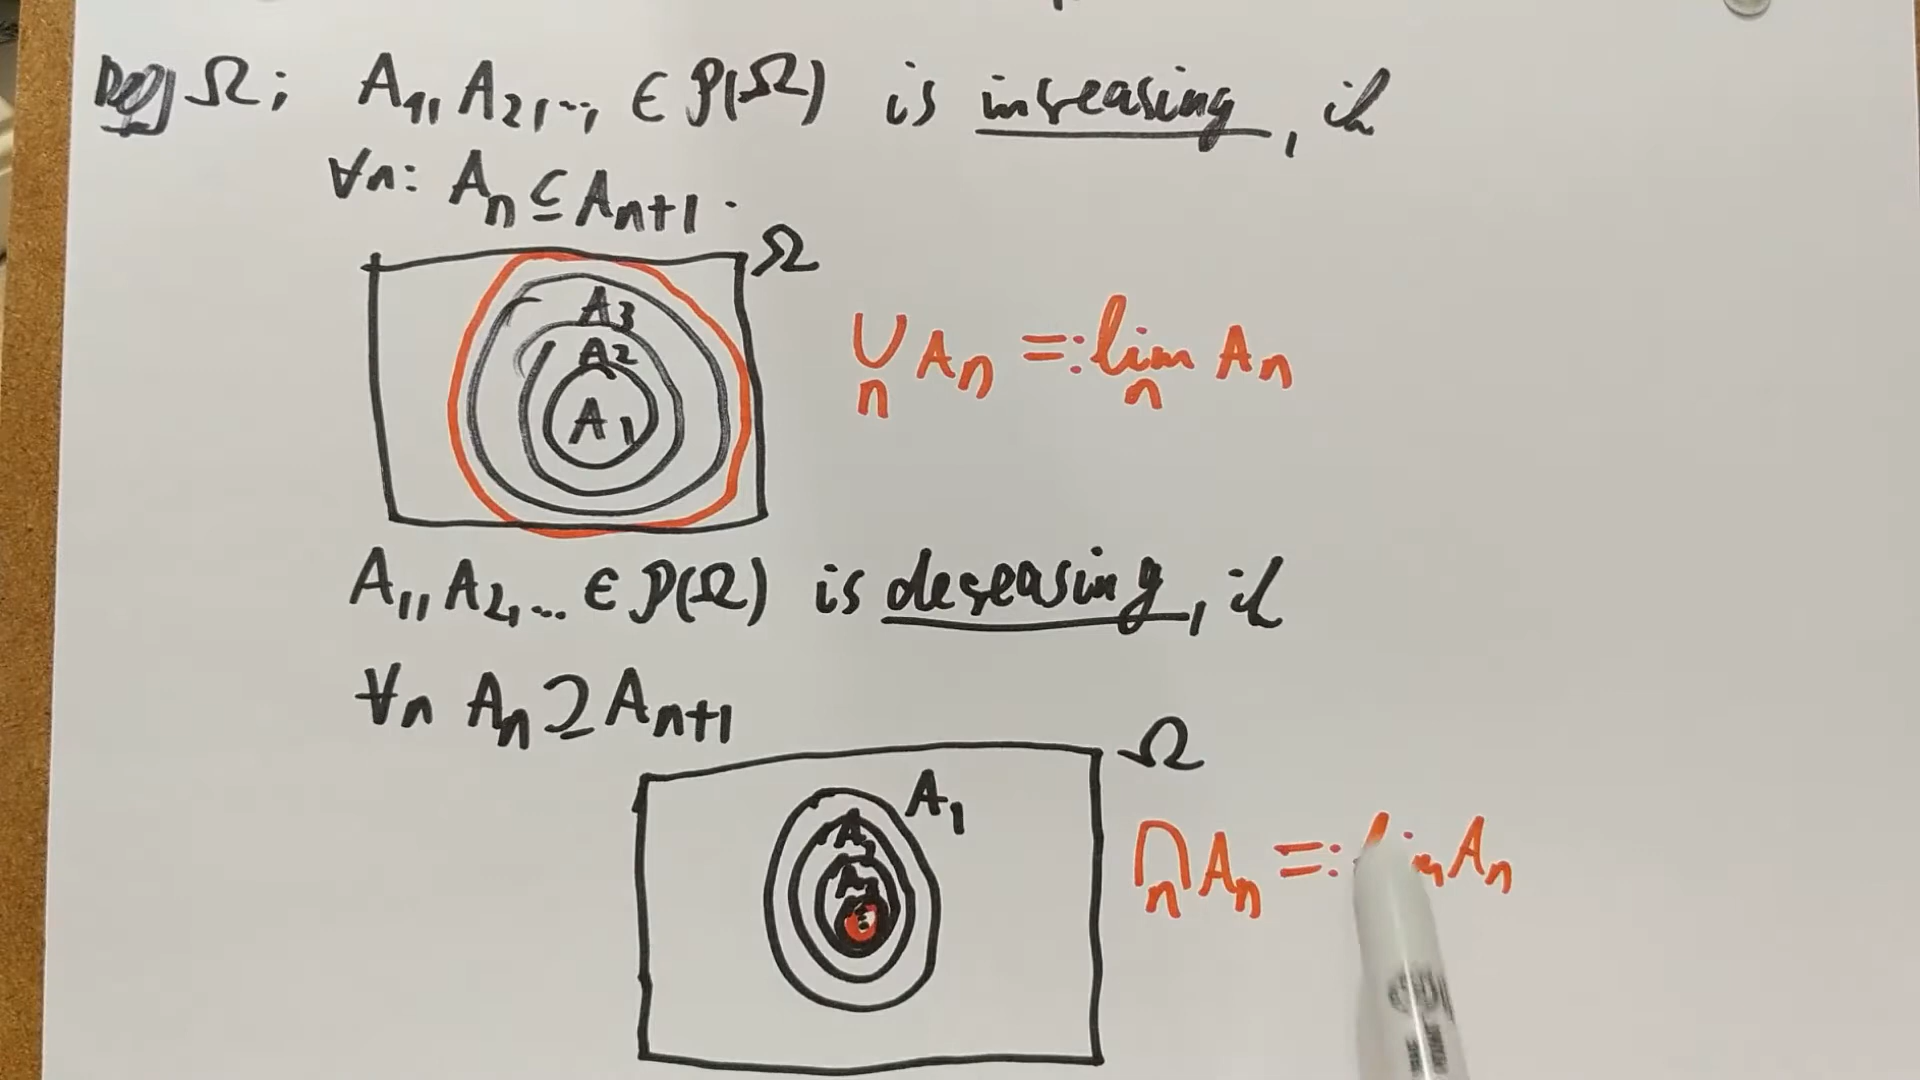 Def Ω; A₁, A₂, ..., ∈ P(Ω) is increasing, if
∀n: Aₙ ⊆ Aₙ₊₁.
Ω
A₃
A₂
A₁
⋃ₙ Aₙ =: limₙ Aₙ
A₁, A₂, ... ∈ P(Ω) is decreasing, if
∀n Aₙ ⊇ Aₙ₊₁
Ω
A₁
⋂ₙ Aₙ =: lim Aₙ